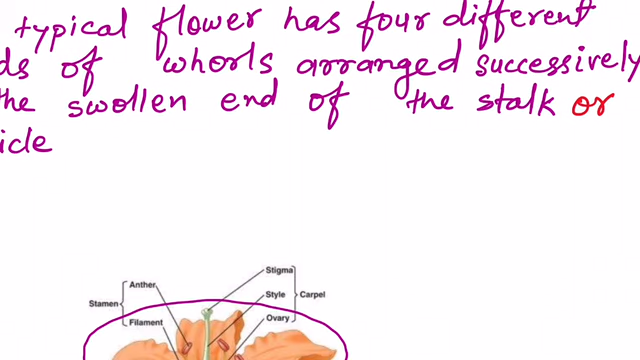 typical flower has four different
ds of whorls arranged successively
the swollen end of the stalk or
icle
Stigma
Anther
Style
Carpel
Stamen
Ovary
Filament